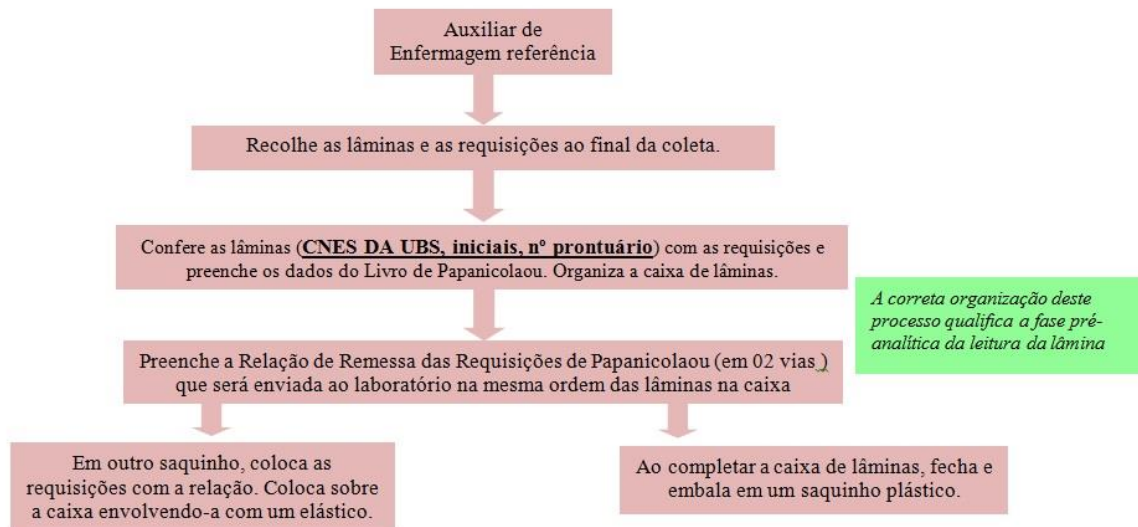 Auxiliar de
Enfermagem referência
Recolhe as lâminas e as requisições ao final da coleta.
Confere as lâminas (CNES DA UBS, iniciais, nº prontuário) com as requisições e
preenche os dados do Livro de Papanicolaou. Organiza a caixa de lâminas.
A correta organização deste
processo qualifica a fase pré-
analítica da leitura da lâmina
Preenche a Relação de Remessa das Requisições de Papanicolaou (em 02 vias )
que será enviada ao laboratório na mesma ordem das lâminas na caixa
Em outro saquinho, coloca as
requisições com a relação. Coloca sobre
a caixa envolvendo-a com um elástico.
Ao completar a caixa de lâminas, fecha e
embala em um saquinho plástico.